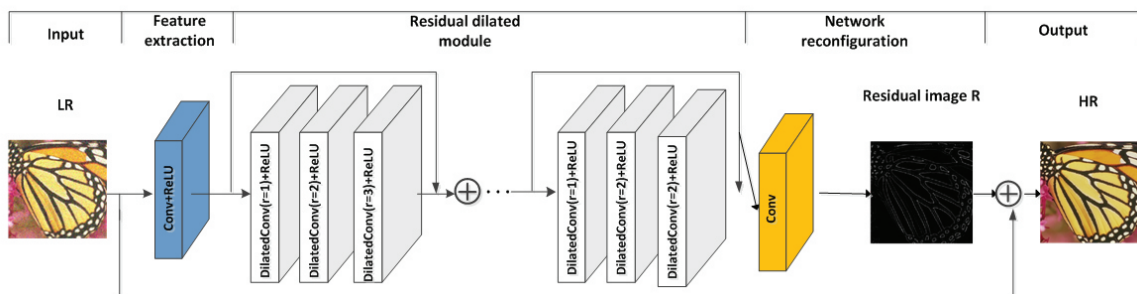 Input
Feature
extraction
Residual dilated
module
Network
reconfiguration
Output
LR
Conv+ReLU
DilatedConv(r=1)+ReLU
DilatedConv(r=2)+ReLU
DilatedConv(r=3)+ReLU
...
DilatedConv(r=1)+ReLU
DilatedConv(r=2)+ReLU
DilatedConv(r=2)+ReLU
Conv
Residual image R
HR